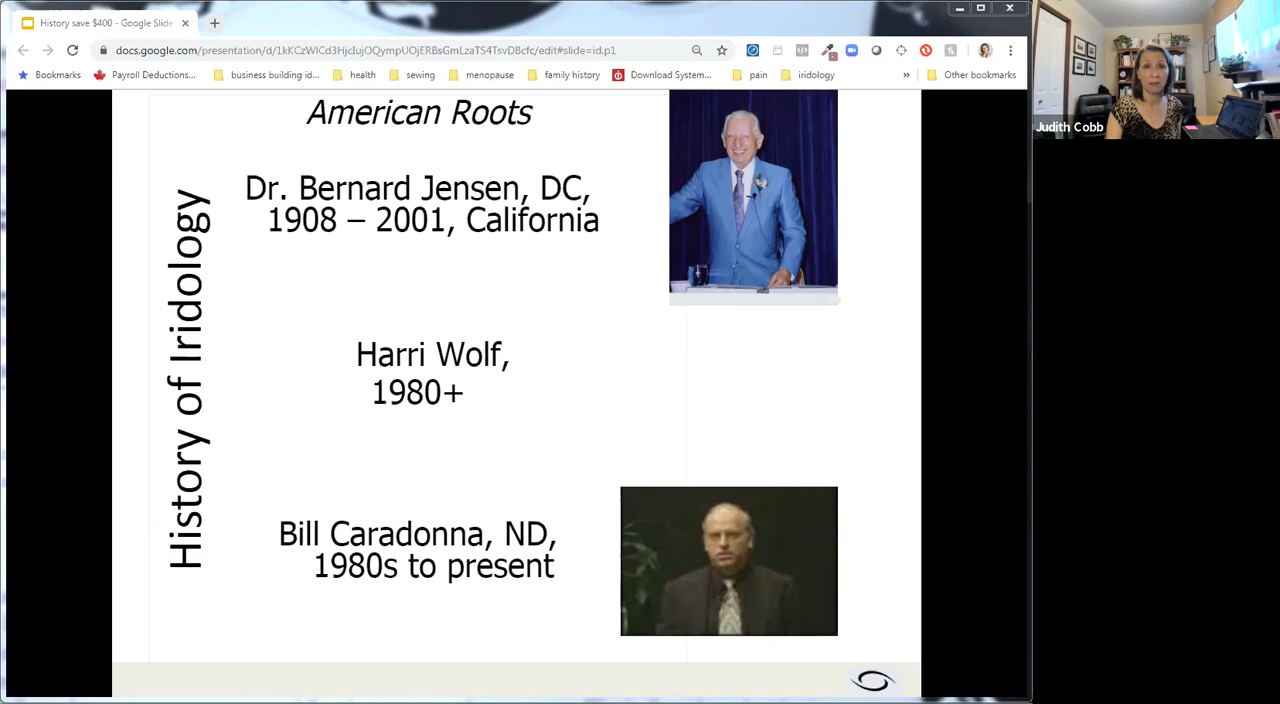 History save $400 - Google Slide
docs.google.com/presentation/d/1kKCzWlCd3HjcIujOQympUOjERBsGmLzaTS4TsvDBcfc/edit#slide=id.p1
Bookmarks
Payroll Deductions...
business building id...
health
sewing
menopause
family history
Download System...
pain
iridology
»
Other bookmarks
Judith Cobb
History of Iridology
American Roots
Dr. Bernard Jensen, DC,
1908 – 2001, California
Harri Wolf,
1980+
Bill Caradonna, ND,
1980s to present